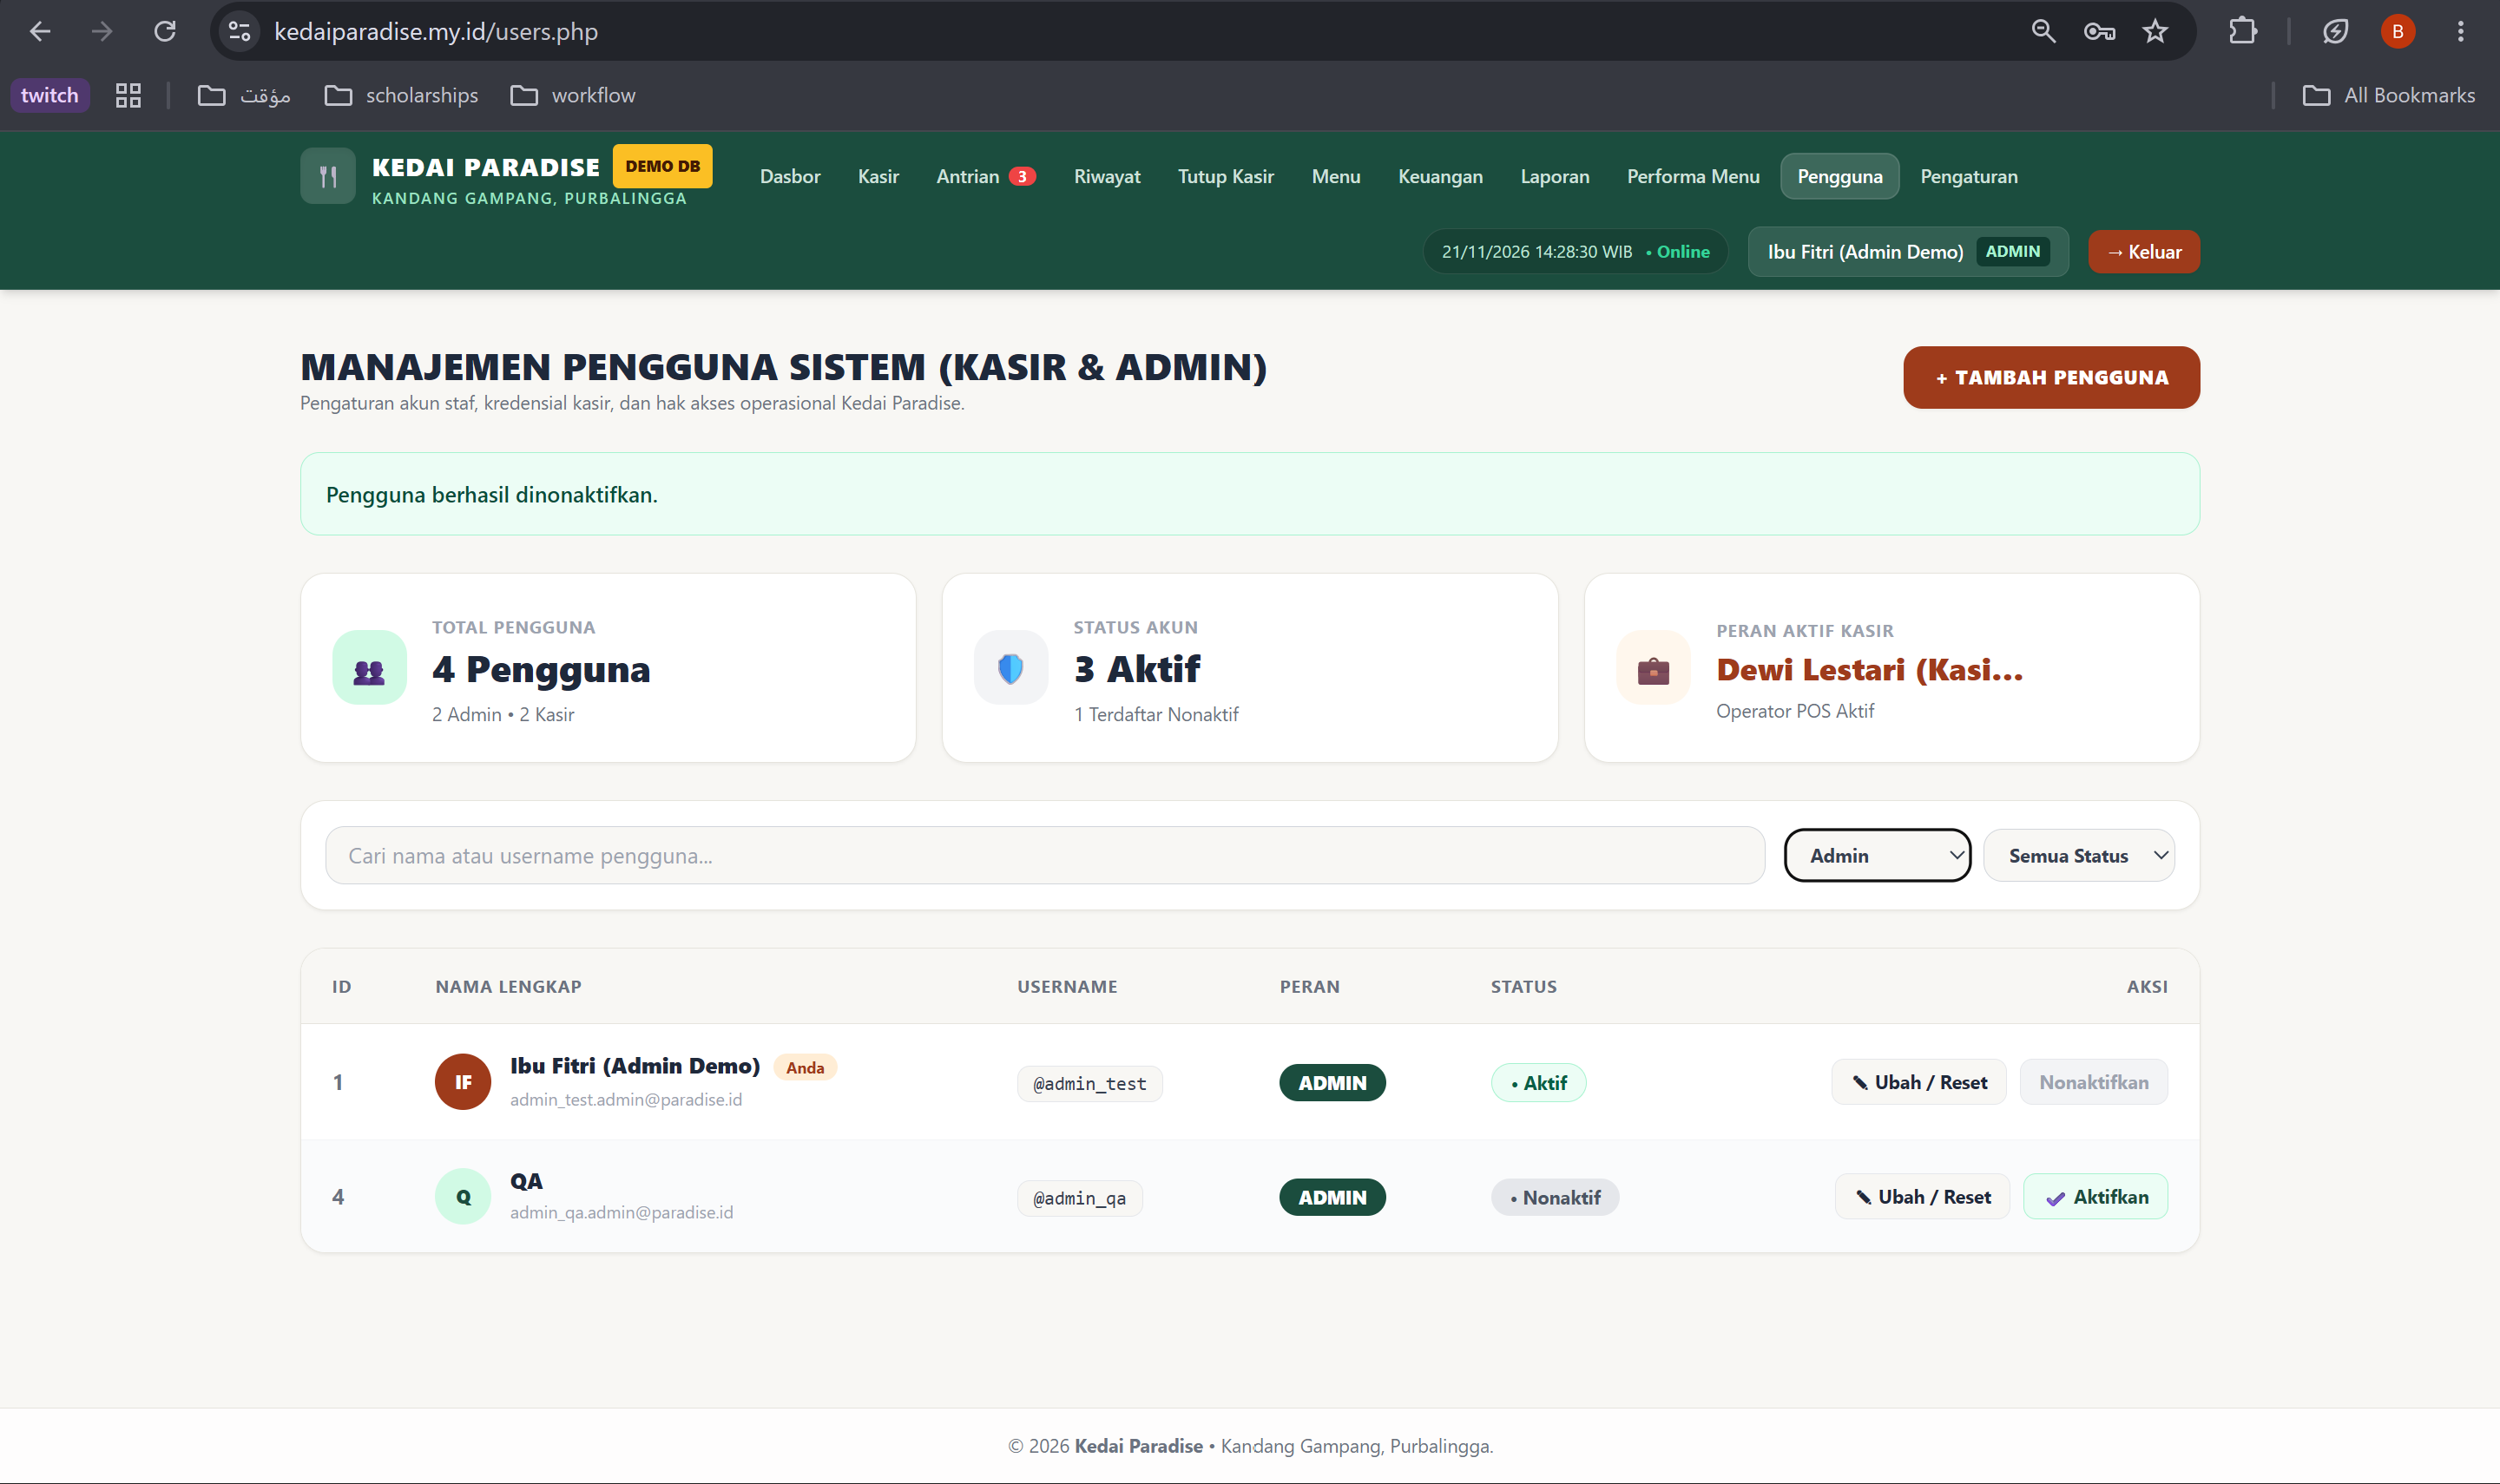 kedaiparadise.my.id/users.php
B
twitch
مؤقت
scholarships
workflow
All Bookmarks
KEDAI PARADISE
DEMO DB
KANDANG GAMPANG, PURBALINGGA
Dasbor
Kasir
Antrian 3
Riwayat
Tutup Kasir
Menu
Keuangan
Laporan
Performa Menu
Pengguna
Pengaturan
21/11/2026 14:28:30 WIB • Online
Ibu Fitri (Admin Demo) ADMIN
→ Keluar
MANAJEMEN PENGGUNA SISTEM (KASIR & ADMIN)
Pengaturan akun staf, kredensial kasir, dan hak akses operasional Kedai Paradise.
+ TAMBAH PENGGUNA
Pengguna berhasil dinonaktifkan.
TOTAL PENGGUNA
4 Pengguna
2 Admin • 2 Kasir
STATUS AKUN
3 Aktif
1 Terdaftar Nonaktif
PERAN AKTIF KASIR
Dewi Lestari (Kasi...
Operator POS Aktif
Cari nama atau username pengguna...
Admin
Semua Status
ID NAMA LENGKAP USERNAME PERAN STATUS AKSI
1
IF
Ibu Fitri (Admin Demo) Anda
admin_test.admin@paradise.id
@admin_test
ADMIN
• Aktif
Ubah / Reset
Nonaktifkan
4
Q
QA
admin_qa.admin@paradise.id
@admin_qa
ADMIN
• Nonaktif
Ubah / Reset
Aktifkan
© 2026 Kedai Paradise • Kandang Gampang, Purbalingga.